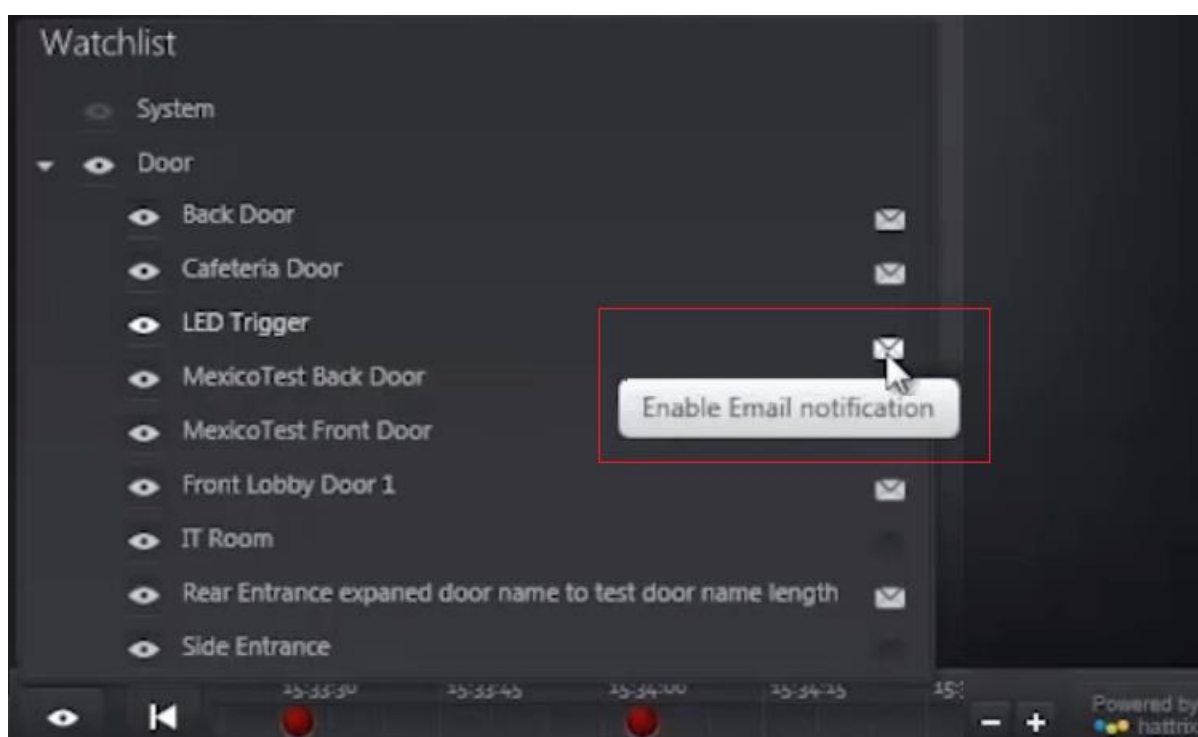 Watchlist
System
Door
Back Door
Cafeteria Door
LED Trigger
MexicoTest Back Door
Enable Email notification
MexicoTest Front Door
Front Lobby Door 1
IT Room
Rear Entrance expaned door name to test door name length
Side Entrance
15:33:30 15:33:45 15:34:00 15:34:15
Powered by
hattrix